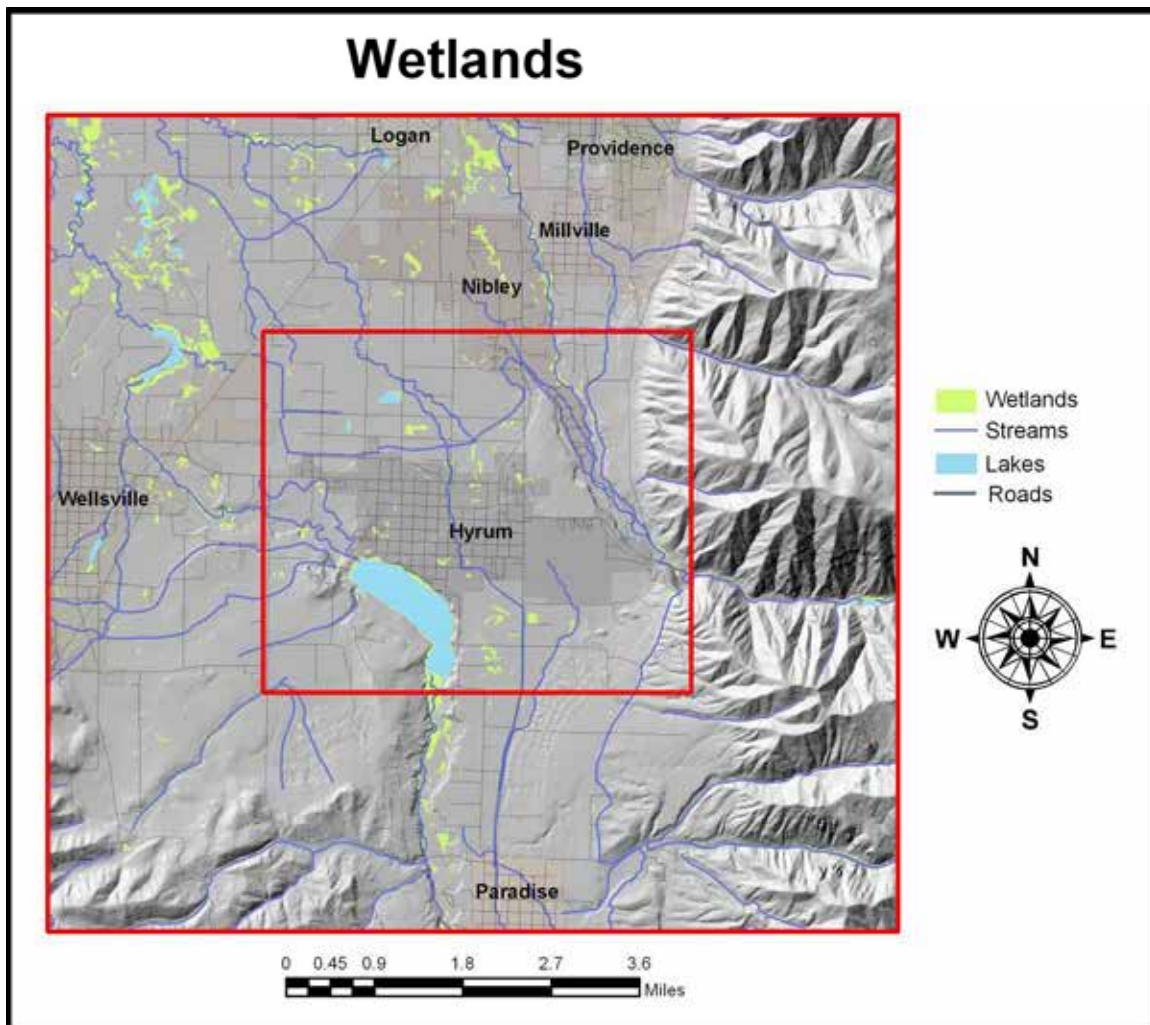 Wetlands
Logan
Providence
Millville
Nibley
Wellsville
Hyrum
Paradise
Wetlands
Streams
Lakes
Roads
N
W E
S
0 0.45 0.9 1.8 2.7 3.6
Miles